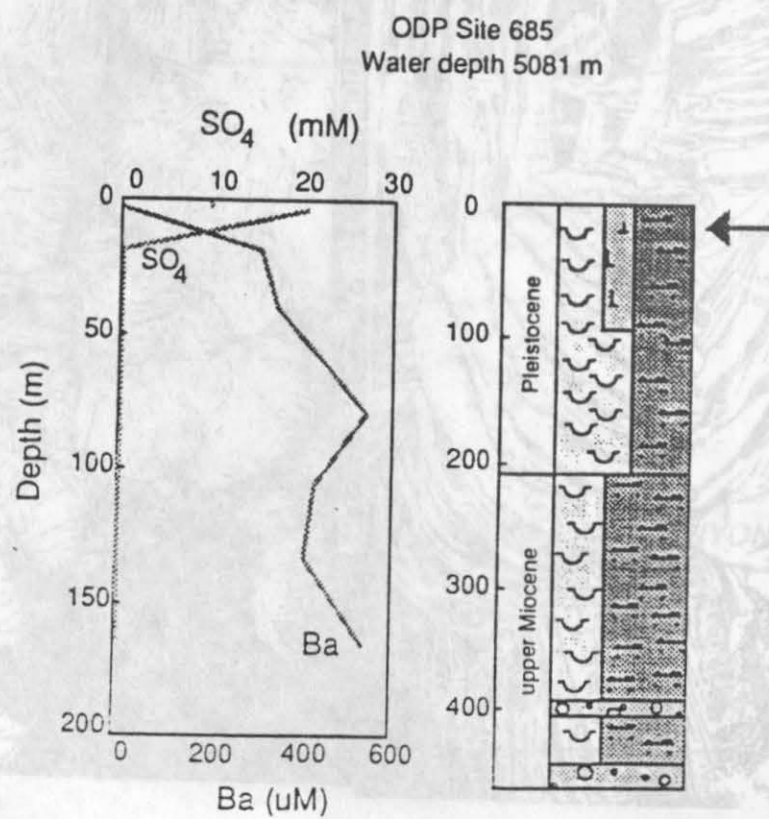 ODP Site 685
Water depth 5081 m
SO4 (mM)
0 10 20 30
0
50
100
150
200
Depth (m)
SO4
Ba
0 200 400 600
Ba (uM)
0
100
200
300
400
Pleistocene
upper Miocene